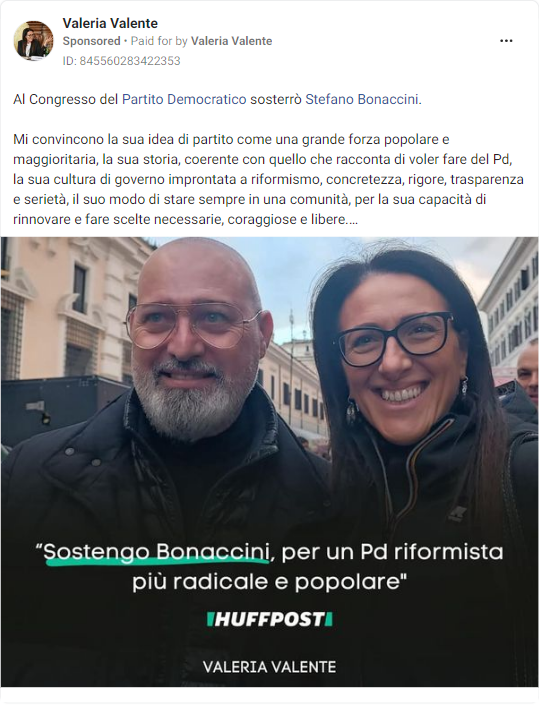 Valeria Valente
Sponsored • Paid for by Valeria Valente
ID: 845560283422353
Al Congresso del Partito Democratico sosterrò Stefano Bonaccini.
Mi convincono la sua idea di partito come una grande forza popolare e
maggioritaria, la sua storia, coerente con quello che racconta di voler fare del Pd,
la sua cultura di governo improntata a riformismo, concretezza, rigore, trasparenza
e serietà, il suo modo di stare sempre in una comunità, per la sua capacità di
rinnovare e fare scelte necessarie, coraggiose e libere....
“Sostengo Bonaccini, per un Pd riformista
più radicale e popolare"
HUFFPOST
VALERIA VALENTE